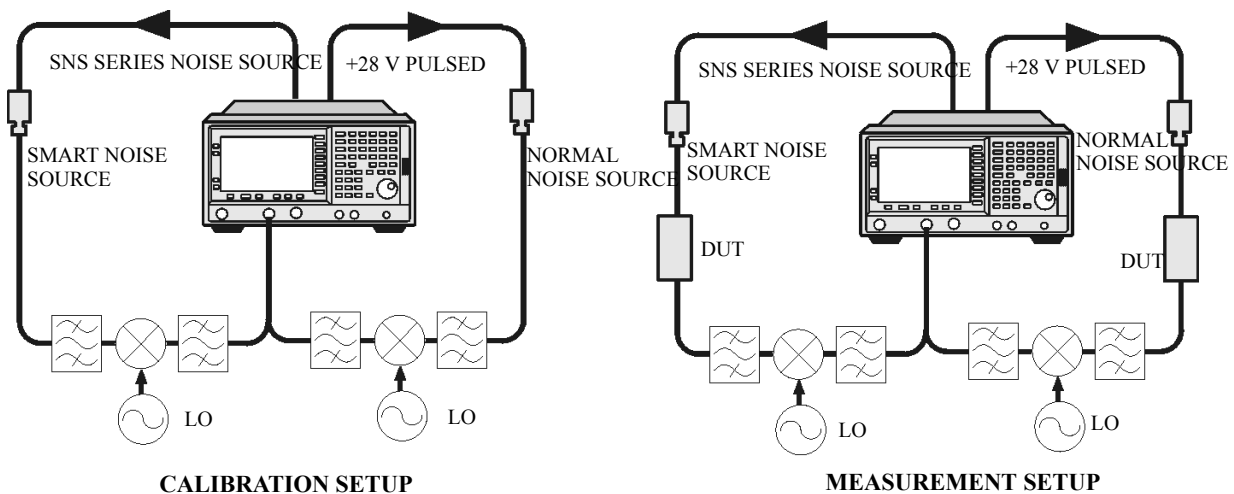 SNS SERIES NOISE SOURCE
+28 V PULSED
SMART NOISE
SOURCE
NORMAL
NOISE SOURCE
LO
LO
CALIBRATION SETUP
SNS SERIES NOISE SOURCE
+28 V PULSED
SMART NOISE
SOURCE
NORMAL
NOISE SOURCE
DUT
DUT
LO
LO
MEASUREMENT SETUP